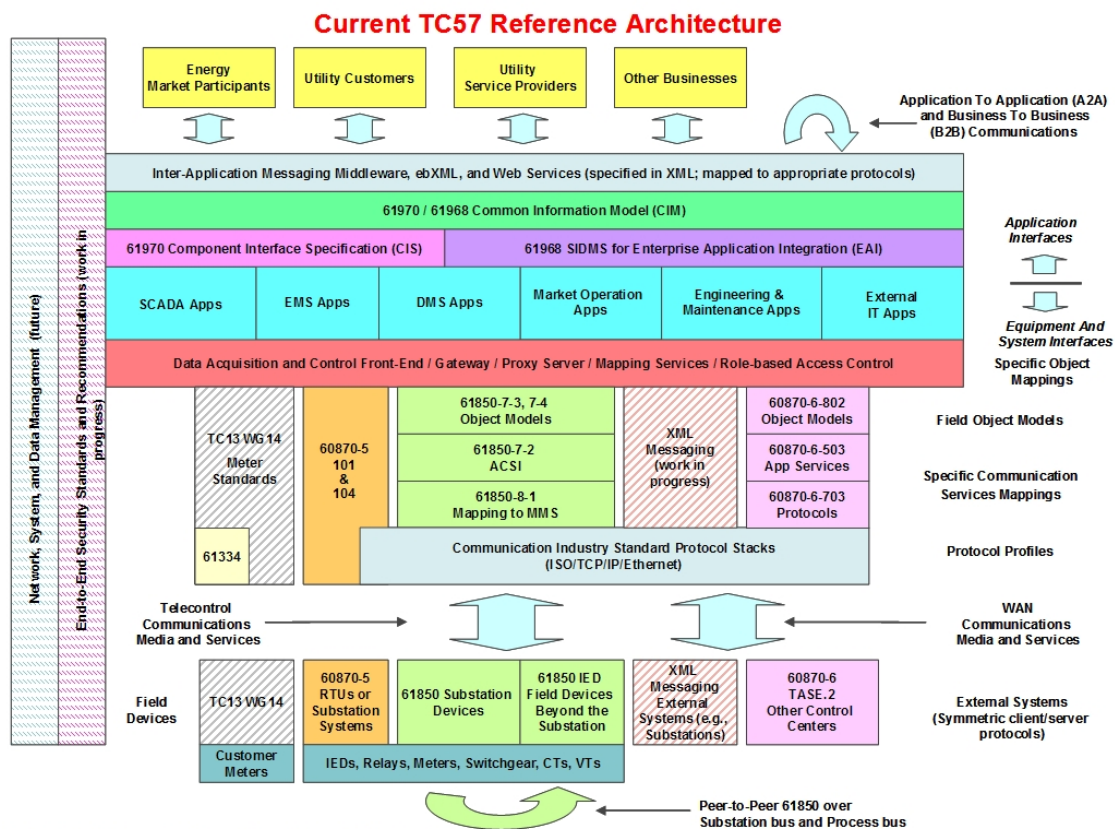 Current TC57 Reference Architecture
Energy
Market Participants
Utility Customers
Utility
Service Providers
Other Businesses
Application To Application (A2A)
and Business To Business
(B2B) Communications
Inter-Application Messaging Middleware, ebXML, and Web Services (specified in XML; mapped to appropriate protocols)
61970 / 61968 Common Information Model (CIM)
61970 Component Interface Specification (CIS)
61968 SIDMS for Enterprise Application Integration (EAI)
Application
Interfaces
SCADA Apps
EMS Apps
DMS Apps
Market Operation
Apps
Engineering &
Maintenance Apps
External
IT Apps
Equipment And
System Interfaces
Data Acquisition and Control Front-End / Gateway / Proxy Server / Mapping Services / Role-based Access Control
Specific Object
Mappings
Network, System, and Data Management (future)
End-to-End Security Standards and Recommendations (work in
progress)
TC13 WG14
Meter
Standards
61334
60870-5
101
&
104
61850-7-3, 7-4
Object Models
61850-7-2
ACSI
61850-8-1
Mapping to MMS
XML
Messaging
(work in
progress)
60870-6-802
Object Models
60870-6-503
App Services
60870-6-703
Protocols
Field Object Models
Specific Communication
Services Mappings
Communication Industry Standard Protocol Stacks
(ISO/TCP/IP/Ethernet)
Protocol Profiles
Telecontrol
Communications
Media and Services
WAN
Communications
Media and Services
Field
Devices
TC13 WG14
60870-5
RTUs or
Substation
Systems
61850 Substation
Devices
61850 IED
Field Devices
Beyond the
Substation
XML
Messaging
External
Systems (e.g.,
Substations)
60870-6
TASE.2
Other Control
Centers
External Systems
(Symmetric client/server
protocols)
Customer
Meters
IEDs, Relays, Meters, Switchgear, CTs, VTs
Peer-to-Peer 61850 over
Substation bus and Process bus